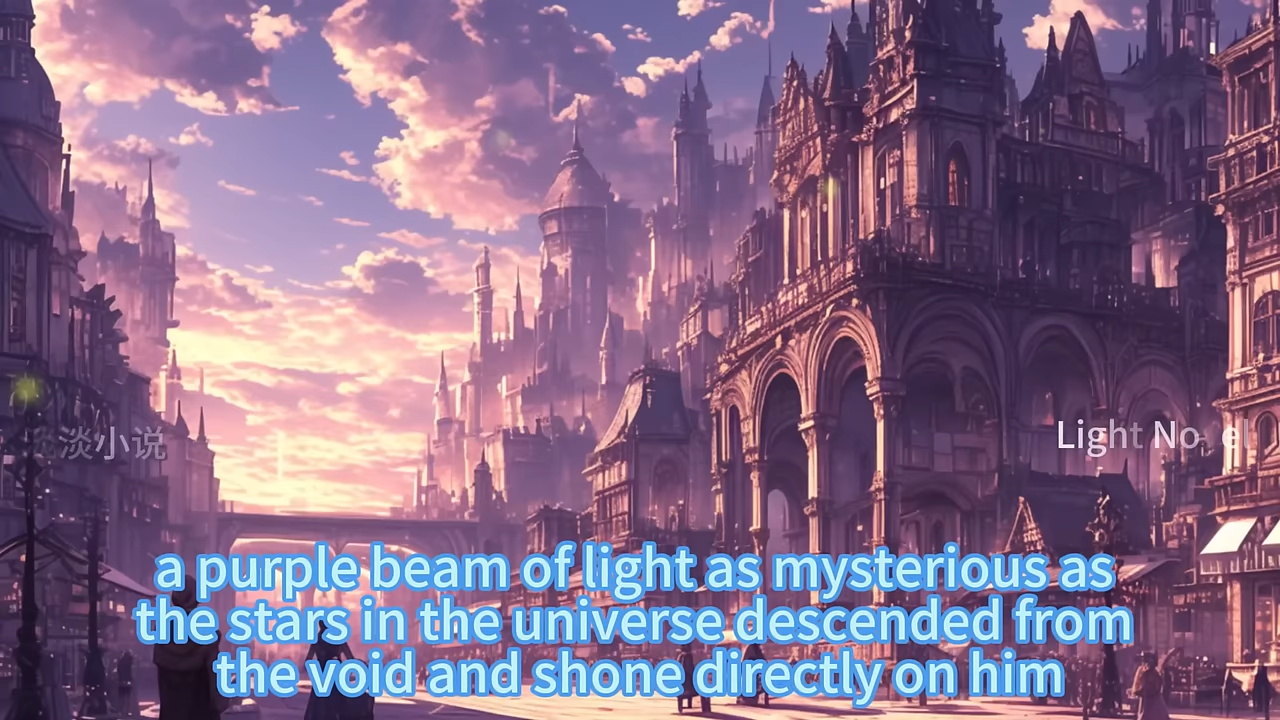 淡小说
Light No el
a purple beam of light as mysterious as
the stars in the universe descended from
the void and shone directly on him